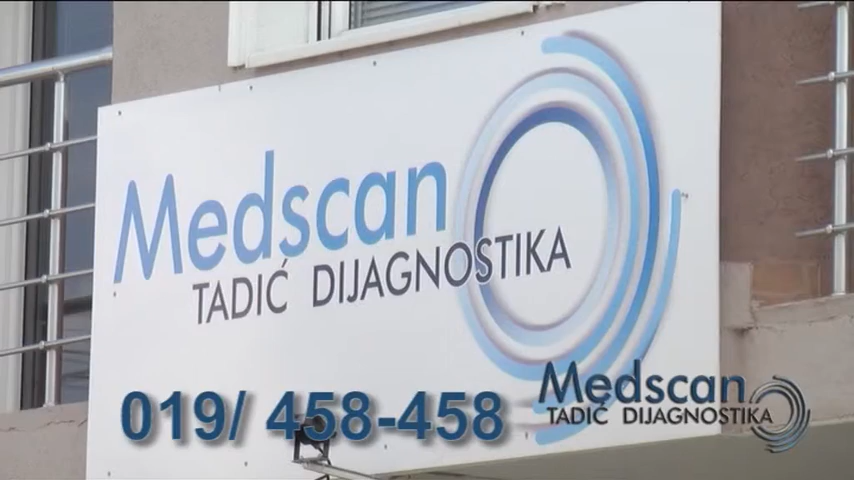 Medscan
TADIĆ DIJAGNOSTIKA
019/ 458-458
Medscan
TADIĆ DIJAGNOSTIKA